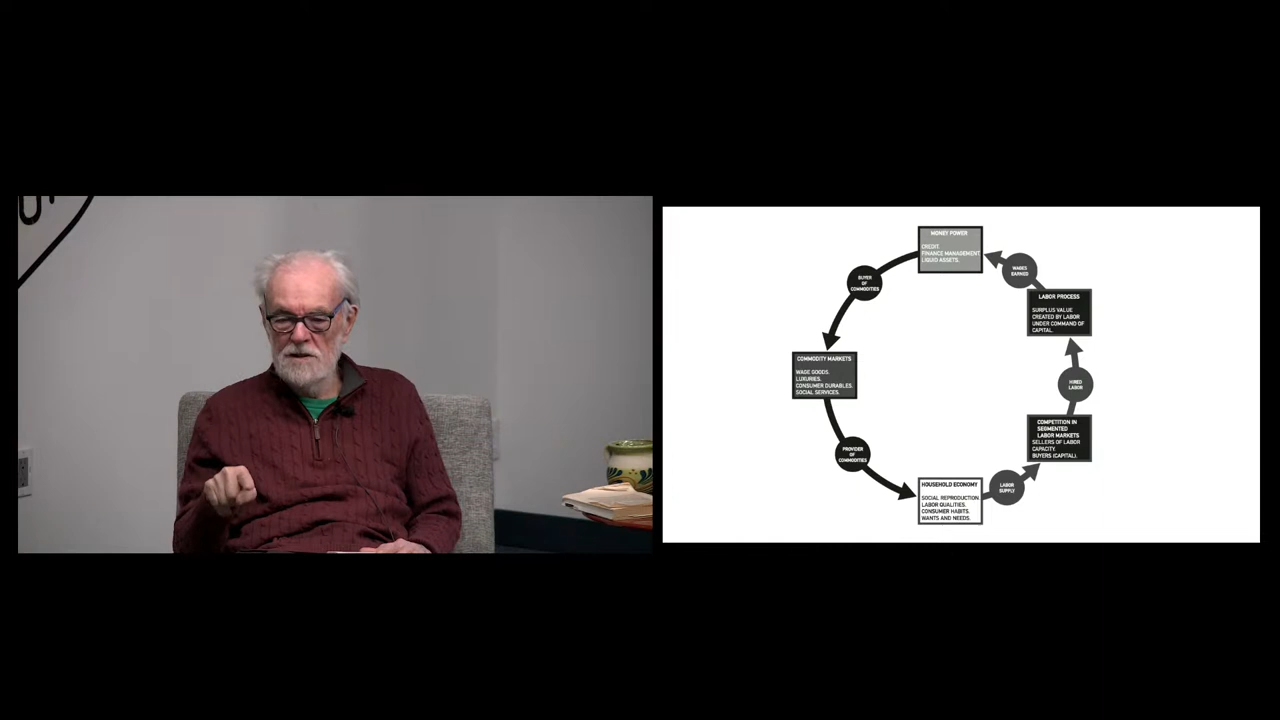 MONEY POWER
CREDIT.
FINANCE MANAGEMENT
LIQUID ASSETS.
BUYER
OF
COMMODITIES
WAGES
EARNED
LABOR PROCESS
SURPLUS VALUE
CREATED BY LABOR
UNDER COMMAND OF
CAPITAL.
COMMODITY MARKETS
WAGE GOODS.
LUXURIES.
CONSUMER DURABLES.
SOCIAL SERVICES.
HIRED
LABOR
COMPETITION IN
SEGMENTED
LABOR MARKETS
SELLERS OF LABOR
CAPACITY.
BUYERS (CAPITAL).
PROVIDER
OF
COMMODITIES
HOUSEHOLD ECONOMY
SOCIAL REPRODUCTION
LABOR QUALITIES.
CONSUMER HABITS.
WANTS AND NEEDS.
LABOR
SUPPLY